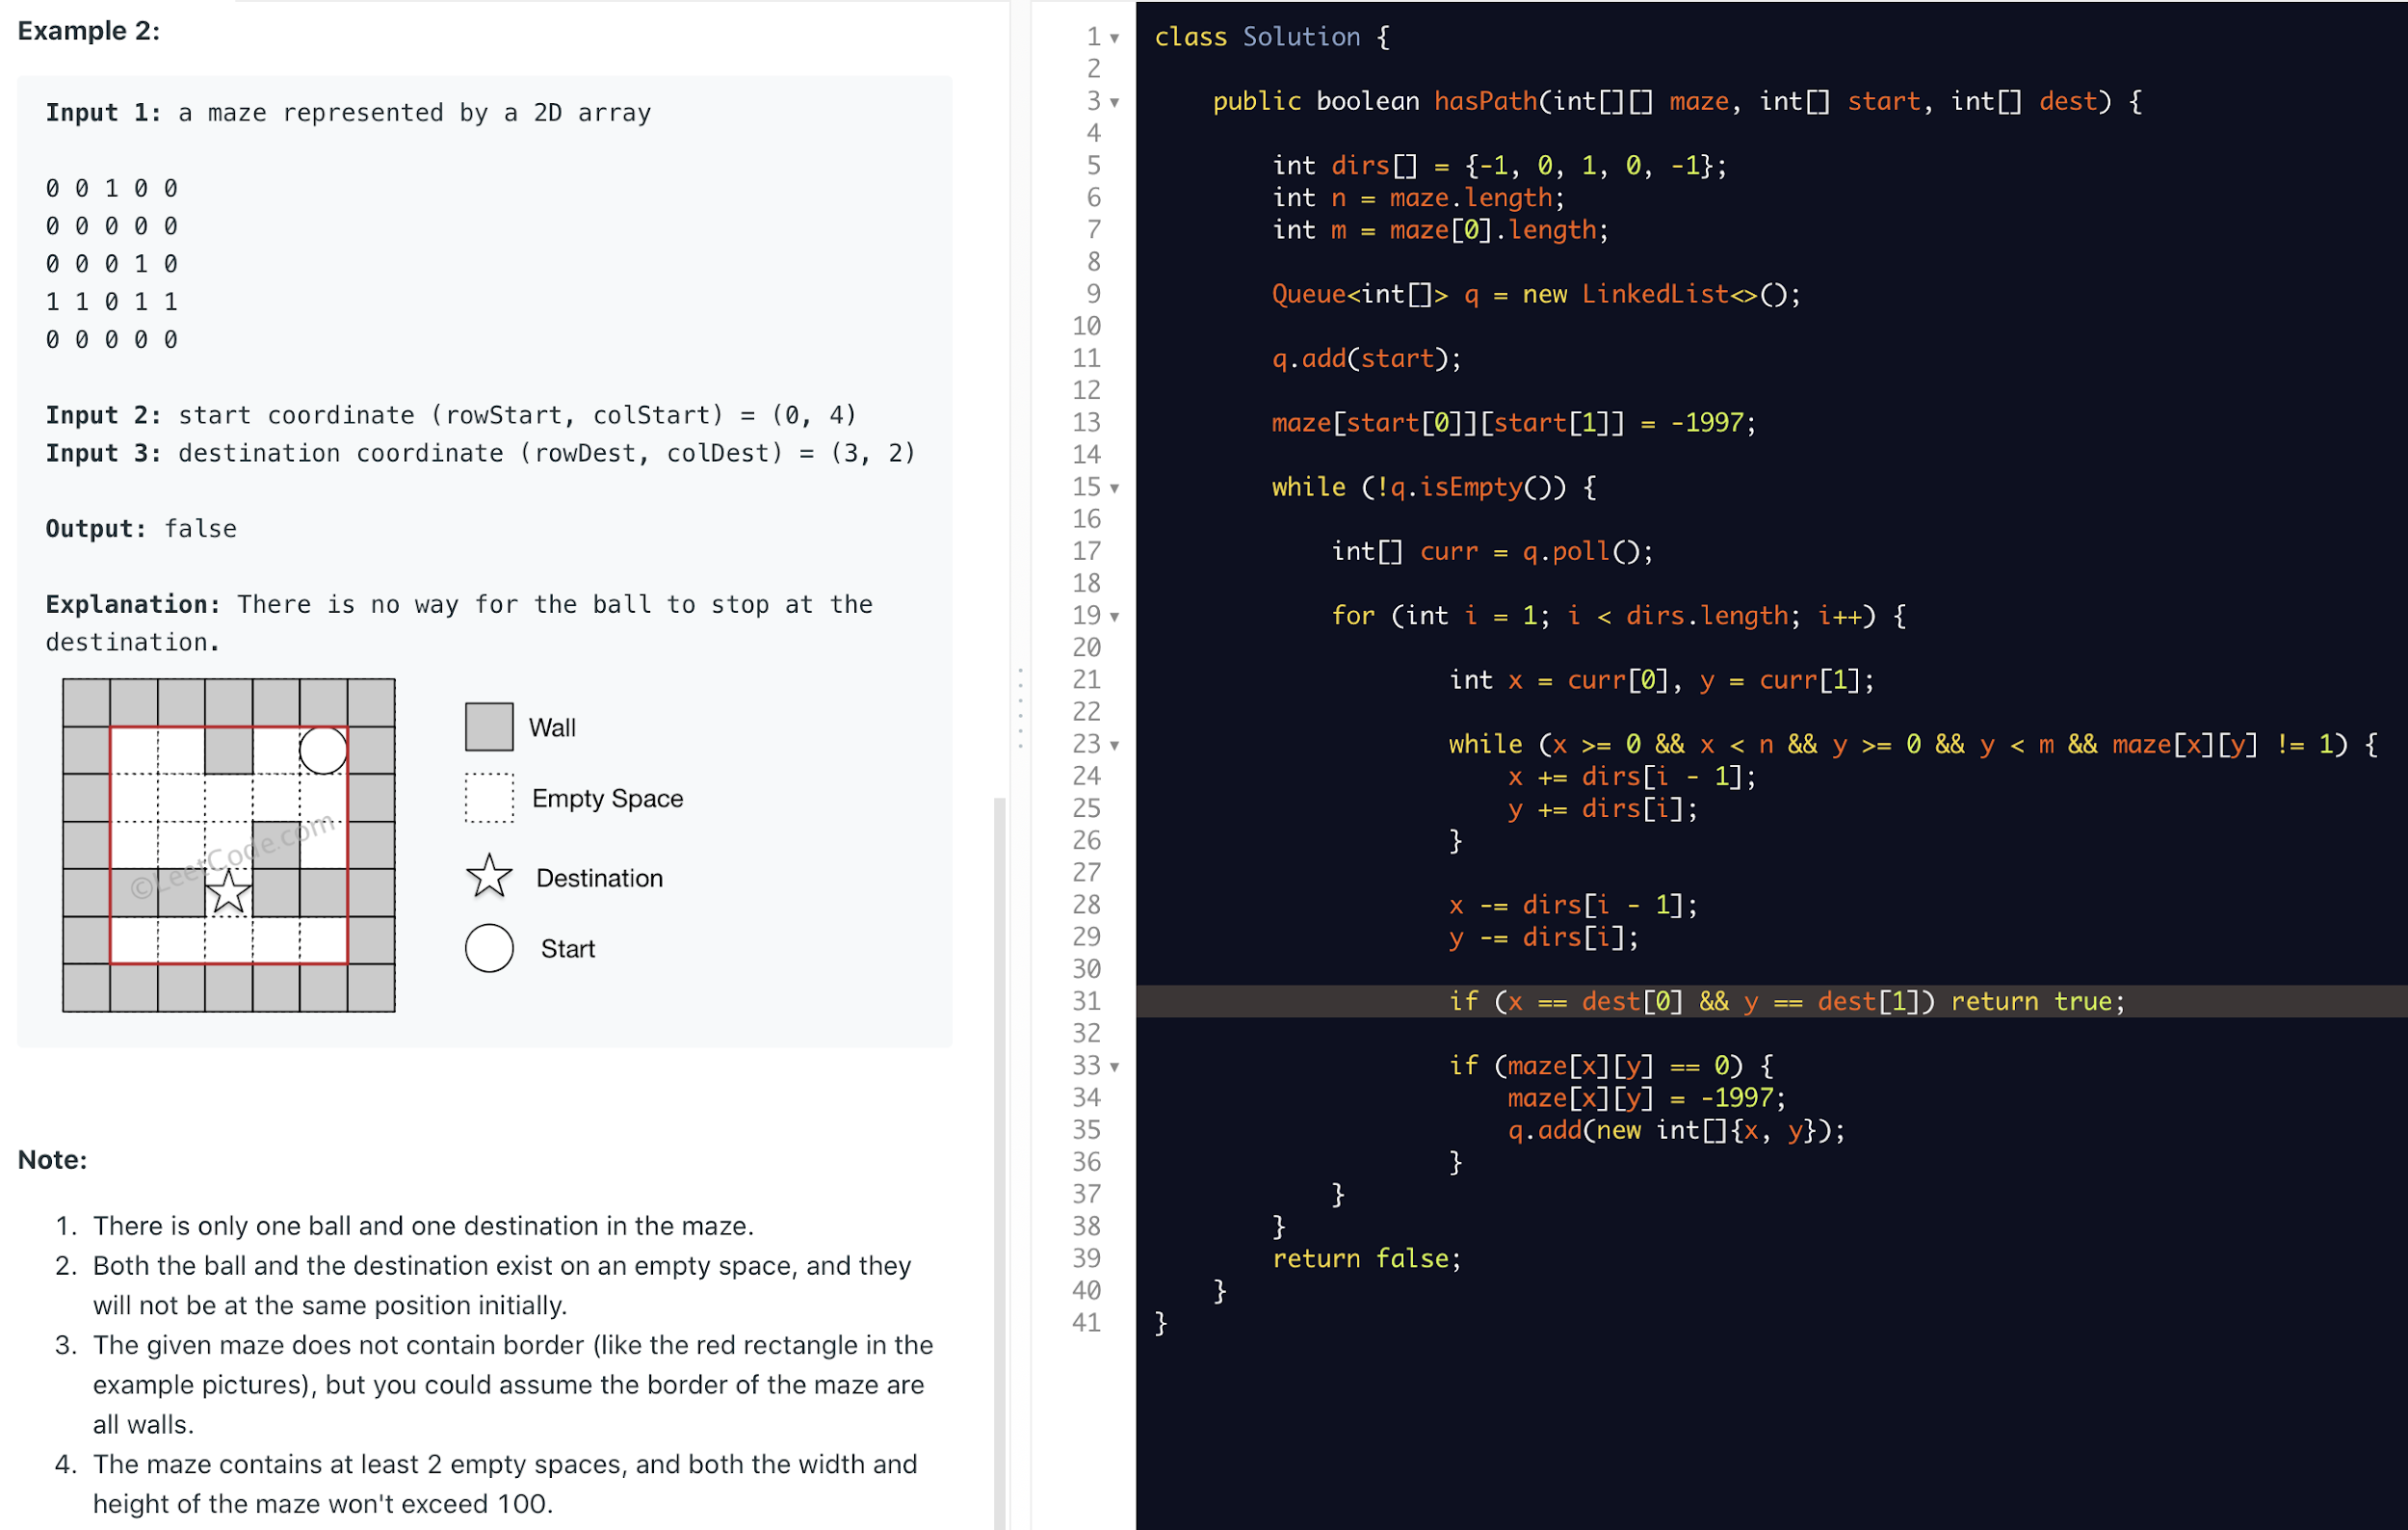 Example 2:
Input 1: a maze represented by a 2D array
0 0 1 0 0
0 0 0 0 0
0 0 0 1 0
1 1 0 1 1
0 0 0 0 0
Input 2: start coordinate (rowStart, colStart) = (0, 4)
Input 3: destination coordinate (rowDest, colDest) = (3, 2)
Output: false
Explanation: There is no way for the ball to stop at the
destination.
Wall
Empty Space
Destination
Start
©LeetCode.com
Note:
1. There is only one ball and one destination in the maze.
2. Both the ball and the destination exist on an empty space, and they
will not be at the same position initially.
3. The given maze does not contain border (like the red rectangle in the
example pictures), but you could assume the border of the maze are
all walls.
4. The maze contains at least 2 empty spaces, and both the width and
height of the maze won't exceed 100.
1 class Solution {
2
3 public boolean hasPath(int[][] maze, int[] start, int[] dest) {
4
5 int dirs[] = {-1, 0, 1, 0, -1};
6 int n = maze.length;
7 int m = maze[0].length;
8
9 Queue<int[]> q = new LinkedList<>();
10
11 q.add(start);
12
13 maze[start[0]][start[1]] = -1997;
14
15 while (!q.isEmpty()) {
16
17 int[] curr = q.poll();
18
19 for (int i = 1; i < dirs.length; i++) {
20
21 int x = curr[0], y = curr[1];
22
23 while (x >= 0 && x < n && y >= 0 && y < m && maze[x][y] != 1) {
24 x += dirs[i - 1];
25 y += dirs[i];
26 }
27
28 x -= dirs[i - 1];
29 y -= dirs[i];
30
31 if (x == dest[0] && y == dest[1]) return true;
32
33 if (maze[x][y] == 0) {
34 maze[x][y] = -1997;
35 q.add(new int[]{x, y});
36 }
37 }
38 }
39 return false;
40 }
41 }